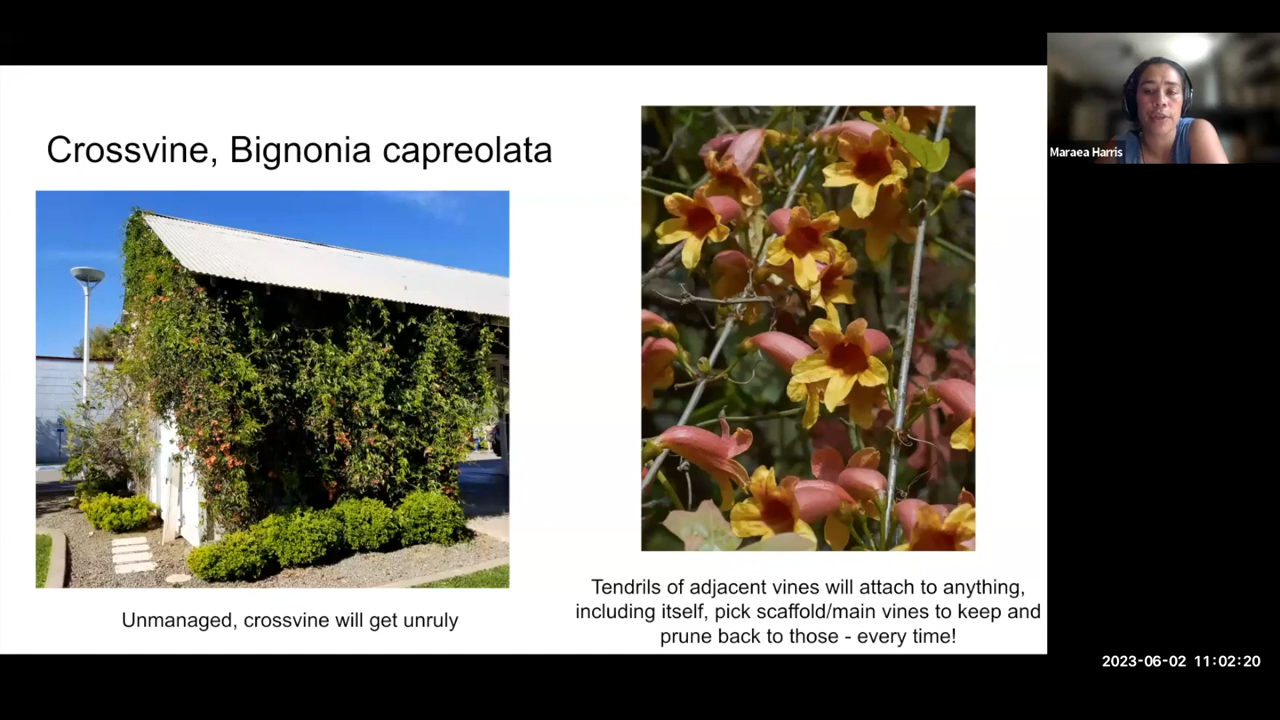 Crossvine, Bignonia capreolata
Unmanaged, crossvine will get unruly
Tendrils of adjacent vines will attach to anything,
including itself, pick scaffold/main vines to keep and
prune back to those - every time!
Maraea Harris
2023-06-02 11:02:20